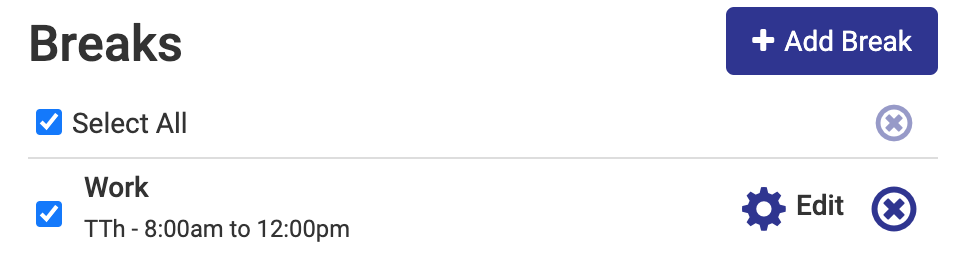 Breaks
Add Break
Select All
Work
Edit
TTh - 8:00am to 12:00pm